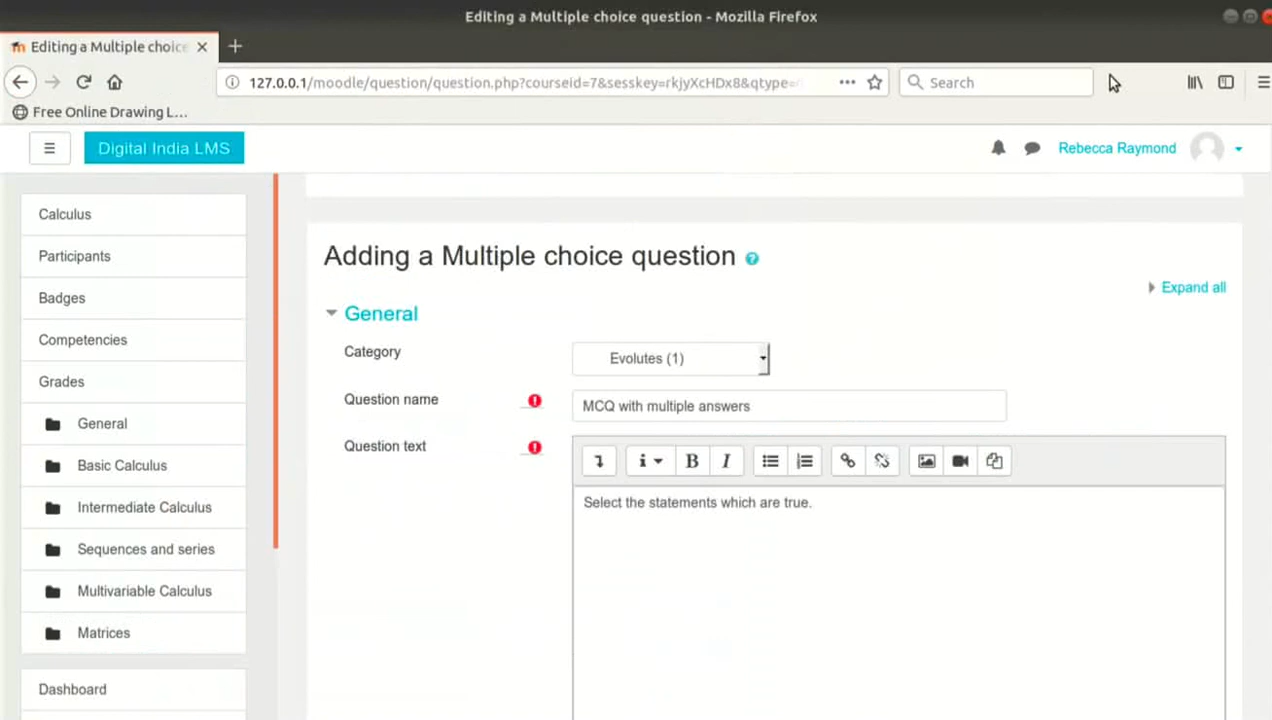 Editing a Multiple choice question - Mozilla Firefox
Editing a Multiple choice
127.0.0.1/moodle/question/question.php?courseid=7&sesskey=rkjyXcHDx8&qtype=
Search
Free Online Drawing L...
Digital India LMS
Rebecca Raymond
Calculus
Participants
Badges
Competencies
Grades
General
Basic Calculus
Intermediate Calculus
Sequences and series
Multivariable Calculus
Matrices
Dashboard
Adding a Multiple choice question
Expand all
General
Category
Evolutes (1)
Question name
MCQ with multiple answers
Question text
Select the statements which are true.